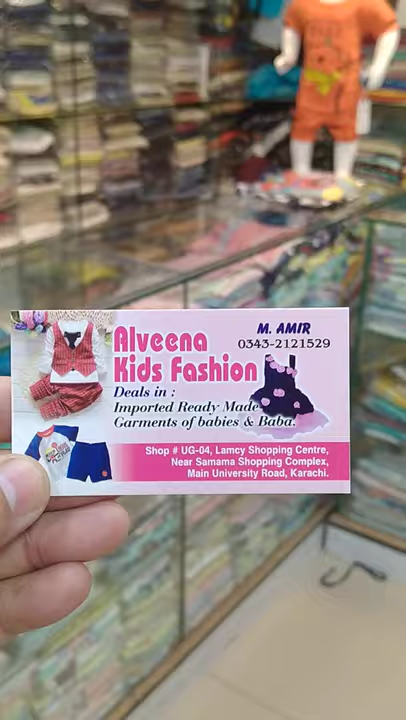 Alveena
Kids Fashion
M. AMIR
0343-2121529
Deals in :
Imported Ready Made
Garments of babies & Baba.
Shop # UG-04, Lamcy Shopping Centre,
Near Samama Shopping Complex,
Main University Road, Karachi.